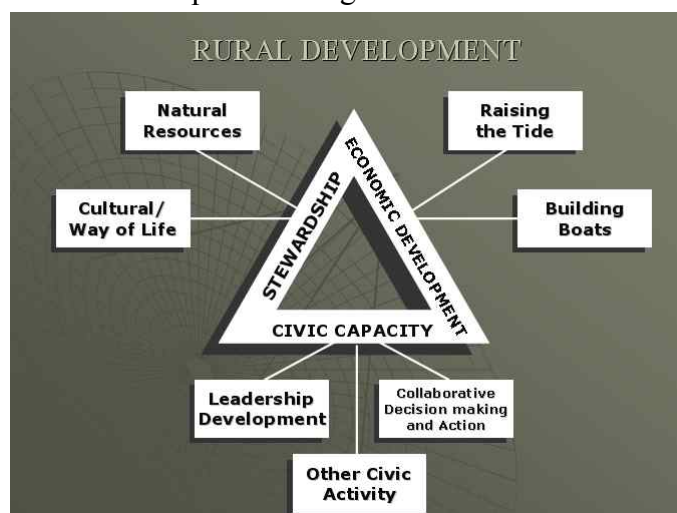 RURAL DEVELOPMENT
Natural
Resources
Raising
the Tide
Cultural/
Way of Life
Building
Boats
STEWARDSHIP
ECONOMIC DEVELOPMENT
CIVIC CAPACITY
Leadership
Development
Collaborative
Decision making
and Action
Other Civic
Activity